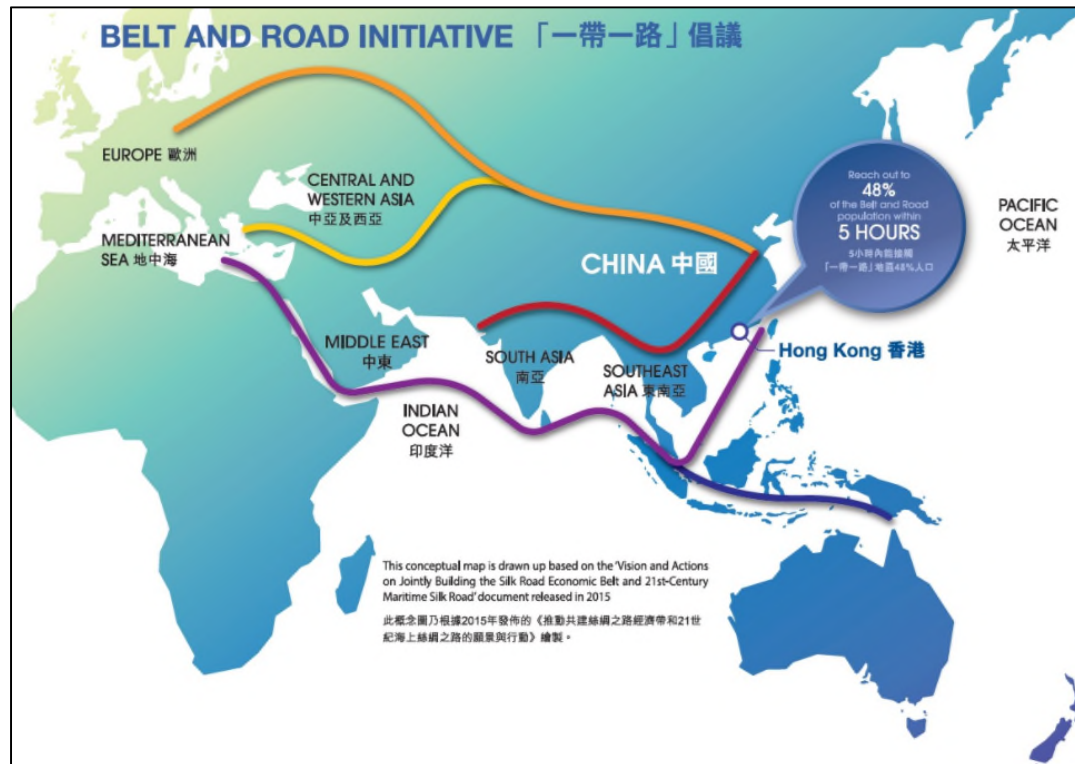 BELT AND ROAD INITIATIVE 「一帶一路」倡議
EUROPE 歐洲
CENTRAL AND
WESTERN ASIA
中亞及西亞
MEDITERRANEAN
SEA 地中海
CHINA 中國
Reach out to
48%
of the Belt and Road
population within
5 HOURS
5小時內能接觸
「一帶一路」地區48%人口
PACIFIC
OCEAN
太平洋
MIDDLE EAST
中東
SOUTH ASIA
南亞
SOUTHEAST
ASIA 東南亞
Hong Kong 香港
INDIAN
OCEAN
印度洋
This conceptual map is drawn up based on the 'Vision and Actions
on Jointly Building the Silk Road Economic Belt and 21st-Century
Maritime Silk Road' document released in 2015
此概念圖乃根據2015年發佈的《推動共建絲綢之路經濟帶和21世
紀海上絲綢之路的願景與行動》繪製。